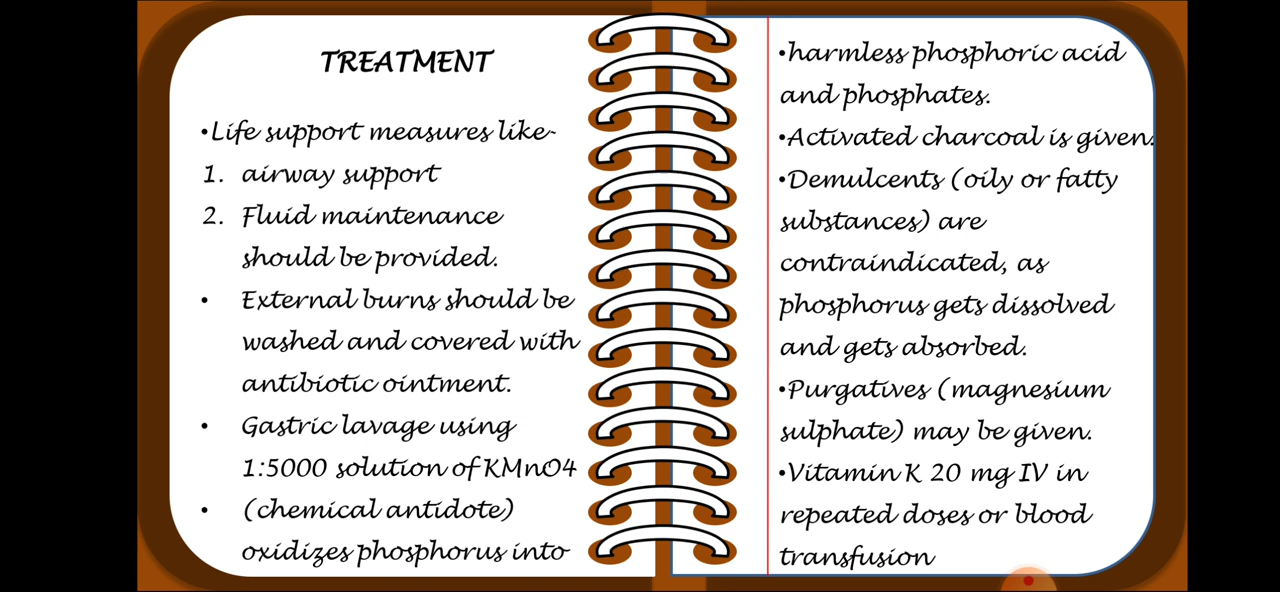 TREATMENT
•Life support measures like-
1. airway support
2. Fluid maintenance
should be provided.
• External burns should be
washed and covered with
antibiotic ointment.
• Gastric lavage using
1:5000 solution of KMnO4
• (chemical antidote)
oxidizes phosphorus into
•harmless phosphoric acid
and phosphates.
•Activated charcoal is given.
•Demulcents (oily or fatty
substances) are
contraindicated, as
phosphorus gets dissolved
and gets absorbed.
•Purgatives (magnesium
sulphate) may be given.
•Vitamin K 20 mg IV in
repeated doses or blood
transfusion